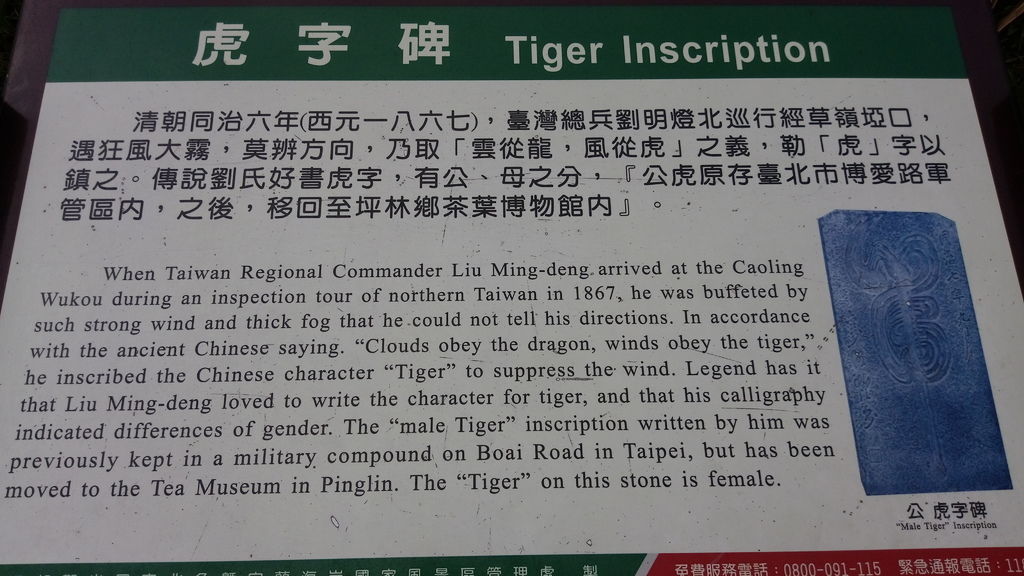 虎字碑 Tiger Inscription
清朝同治六年(西元一八六七)，臺灣總兵劉明燈北巡行經草嶺埡口，
遇狂風大霧，莫辨方向，乃取「雲從龍，風從虎」之義，勒「虎」字以
鎮之。傳說劉氏好書虎字，有公、母之分，『公虎原存臺北市博愛路軍
管區內，之後，移回至坪林鄉茶葉博物館內』。
When Taiwan Regional Commander Liu Ming-deng arrived at the Caoling
Wukou during an inspection tour of northern Taiwan in 1867, he was buffeted by
such strong wind and thick fog that he could not tell his directions. In accordance
with the ancient Chinese saying. “Clouds obey the dragon, winds obey the tiger,”
he inscribed the Chinese character “Tiger” to suppress the wind. Legend has it
that Liu Ming-deng loved to write the character for tiger, and that his calligraphy
indicated differences of gender. The “male Tiger” inscription written by him was
previously kept in a military compound on Boai Road in Taipei, but has been
moved to the Tea Museum in Pinglin. The “Tiger” on this stone is female.
公 虎字碑
“Male Tiger” Inscription
海岸國家風景區管理處 製
免費服務電話：0800-091-115 緊急通報電話：11